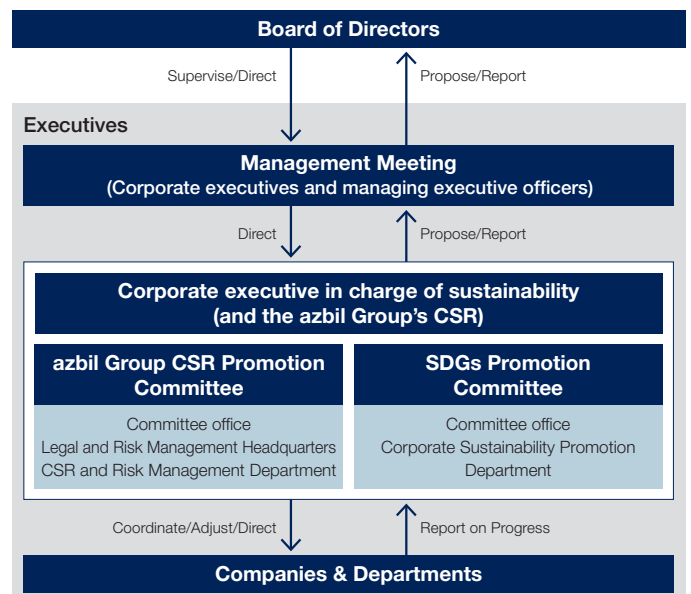 Board of Directors
Supervise/Direct
Propose/Report
Executives
Management Meeting
(Corporate executives and managing executive officers)
Direct
Propose/Report
Corporate executive in charge of sustainability
(and the azbil Group's CSR)
azbil Group CSR Promotion
Committee
Committee office
Legal and Risk Management Headquarters
CSR and Risk Management Department
SDGs Promotion
Committee
Committee office
Corporate Sustainability Promotion
Department
Coordinate/Adjust/Direct
Report on Progress
Companies & Departments